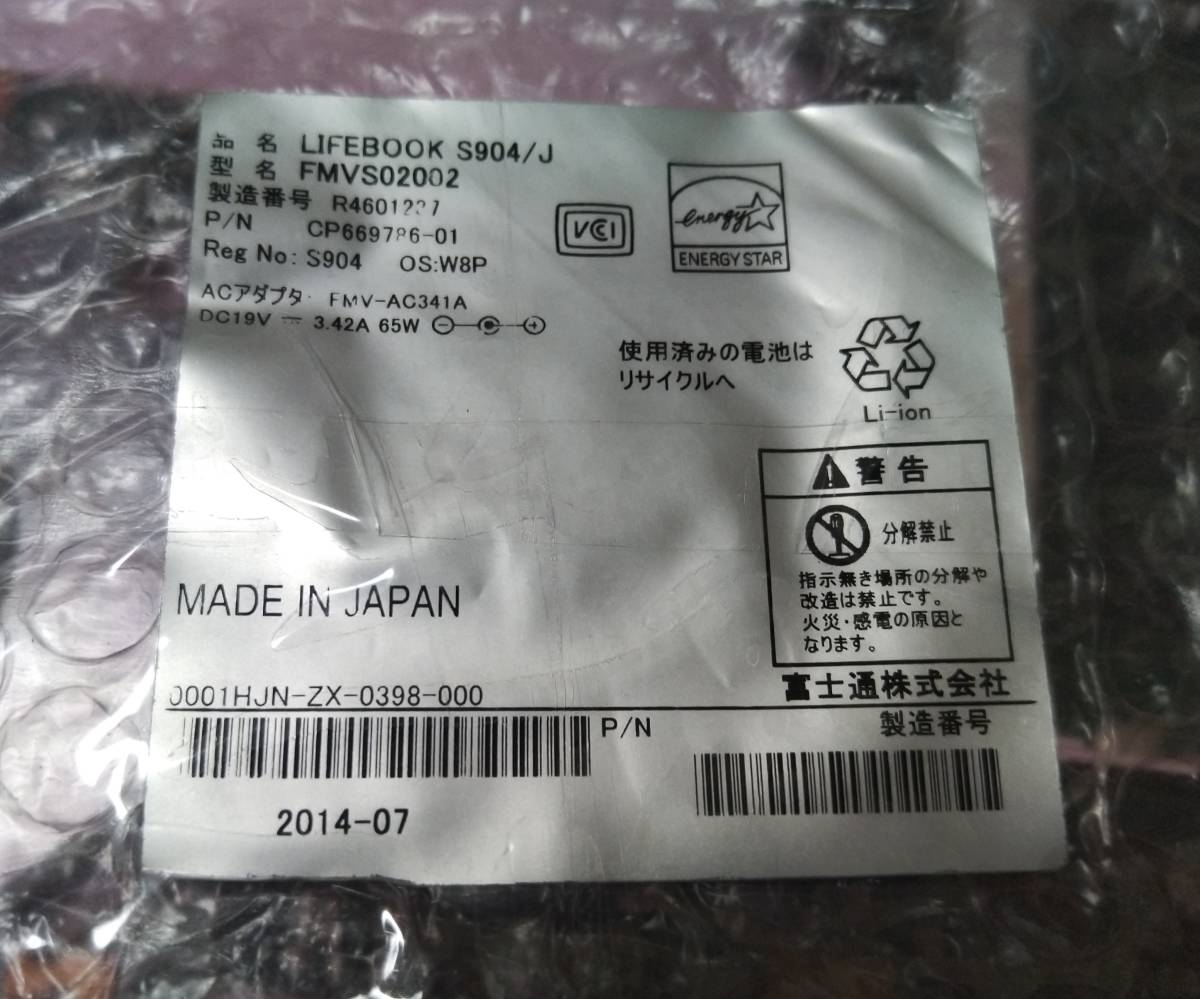 品名 LIFEBOOK S904/J
型名 FMVS02002
製造番号
P/N CP669786-01
Reg No: S904 OS:W8P
ACアダプタ FMV-AC341A
DC19V 3.42A 65W
VCCI
energy
ENERGY STAR
使用済みの電池は
リサイクルへ
Li-ion
警告
分解禁止
指示無き場所の分解や
改造は禁止です。
火災・感電の原因と
なります。
MADE IN JAPAN
富士通株式会社
0001HJN-ZX-0398-000
P/N
製造番号
2014-07